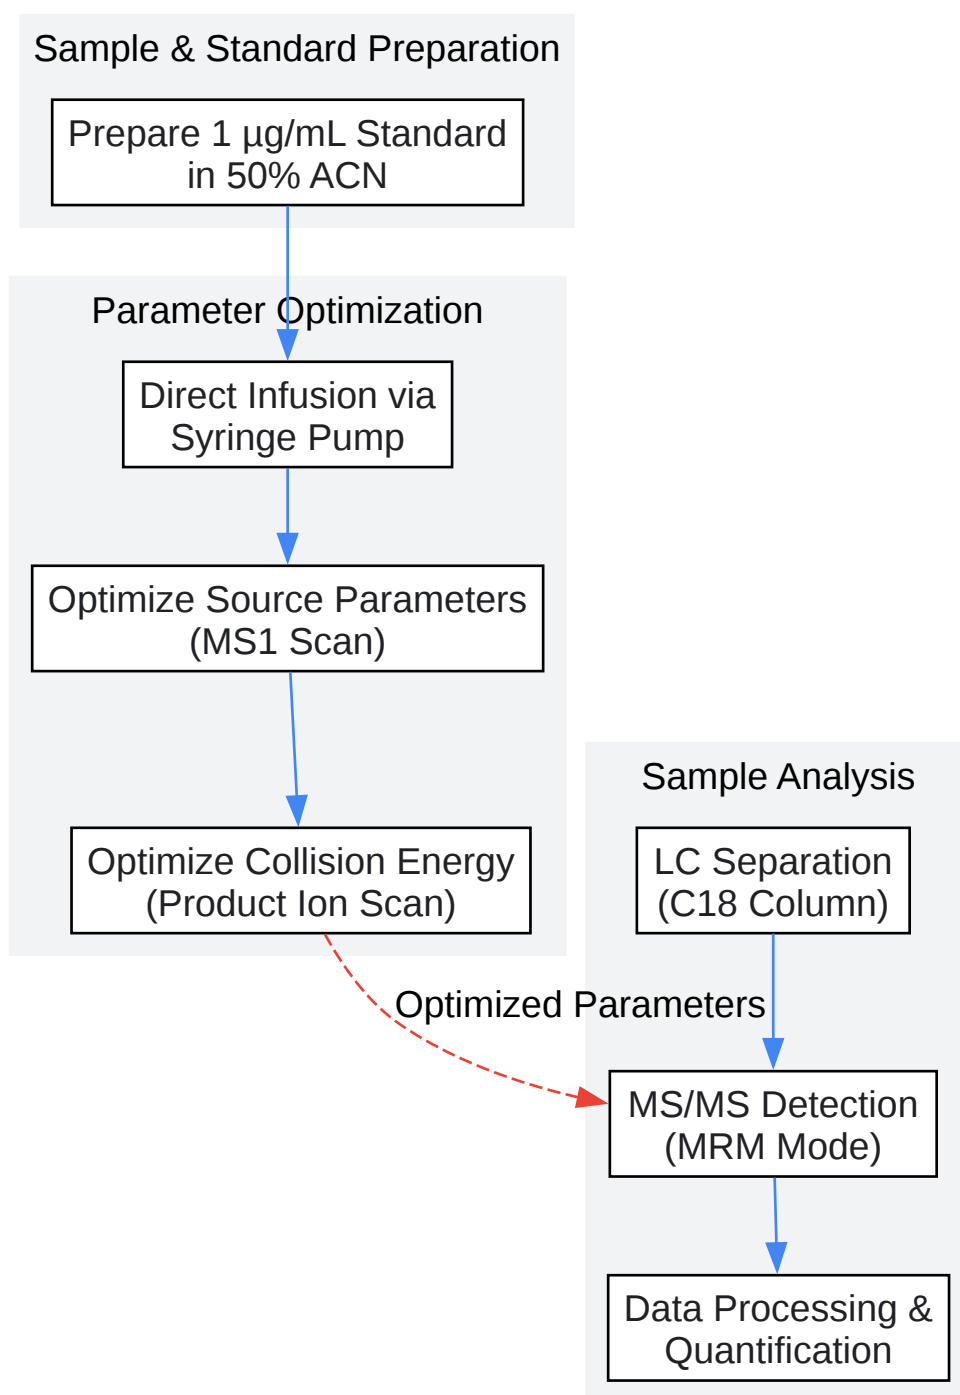 Sample & Standard Preparation
Prepare 1 µg/mL Standard
in 50% ACN
Parameter Optimization
Direct Infusion via
Syringe Pump
Optimize Source Parameters
(MS1 Scan)
Optimize Collision Energy
(Product Ion Scan)
Sample Analysis
LC Separation
(C18 Column)
Optimized Parameters
MS/MS Detection
(MRM Mode)
Data Processing &
Quantification